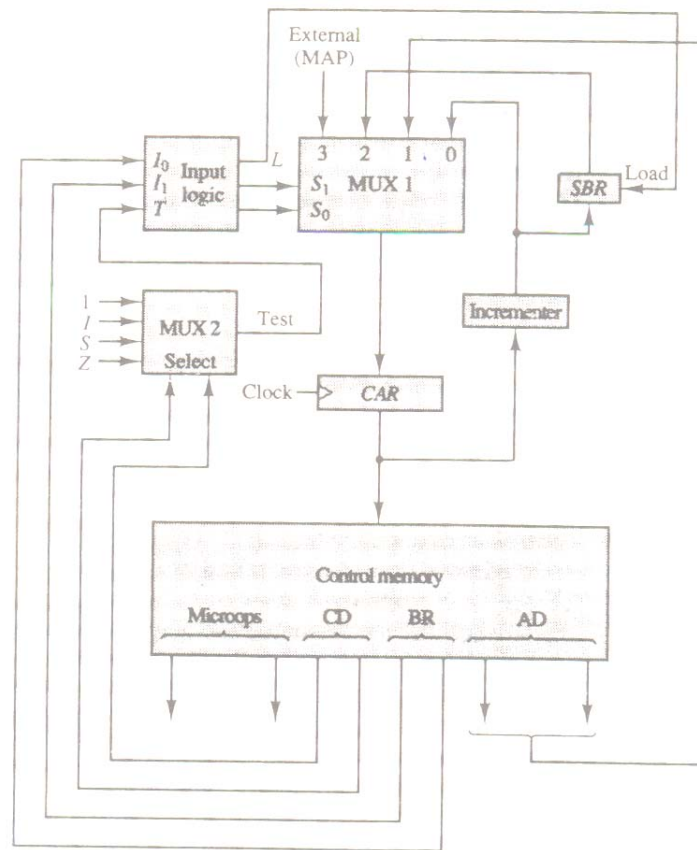 External
(MAP)
3 2 1 0
I₀ Input L
I₁ logic
T
S₁ MUX 1
S₀
SBR
Load
Incrementer
1
I
S
Z
MUX 2
Select
Test
Clock
CAR
Control memory
Microops CD BR AD